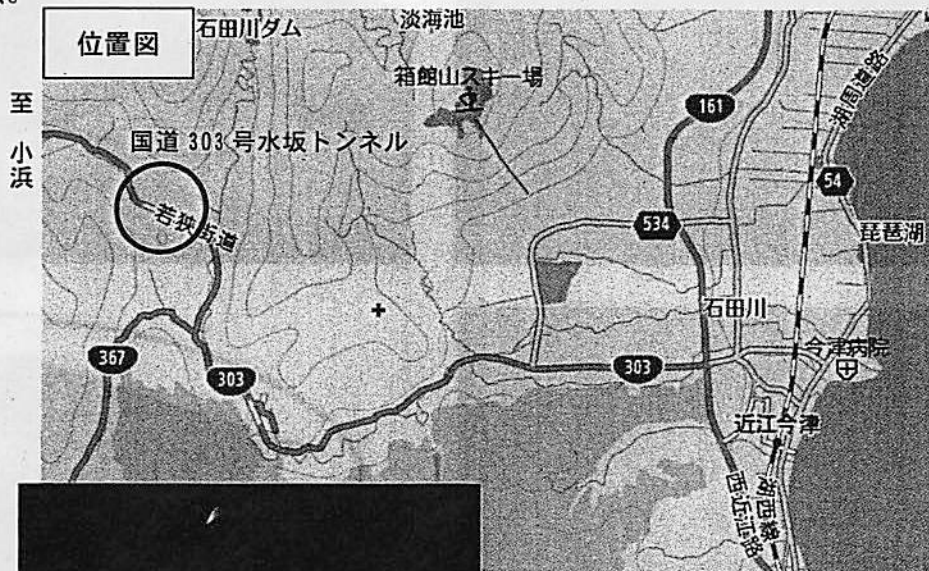 位置図
石田川ダム
淡海池
箱館山スキー場
至
小浜
国道303号水坂トンネル
若狭街道
161
湖周道路
54
534
琵琶湖
石田川
367
303
303
今津病院
近江今津
湖西線
西近江路